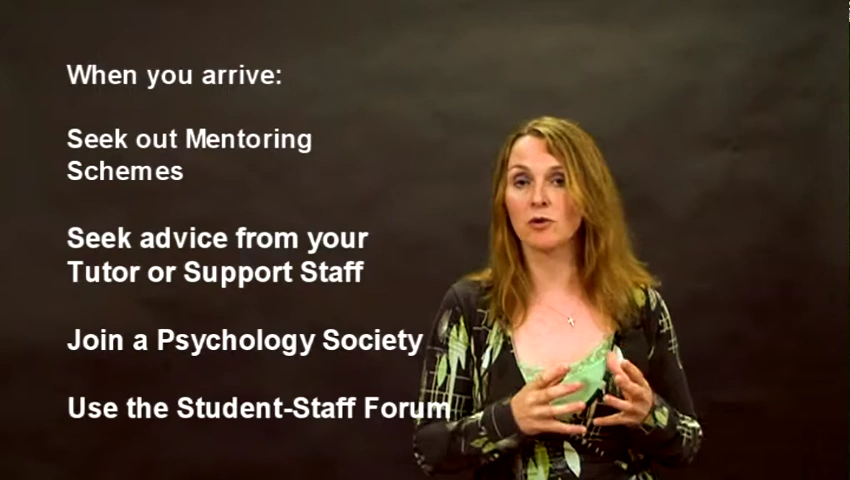 When you arrive:
Seek out Mentoring
Schemes
Seek advice from your
Tutor or Support Staff
Join a Psychology Society
Use the Student-Staff Forum